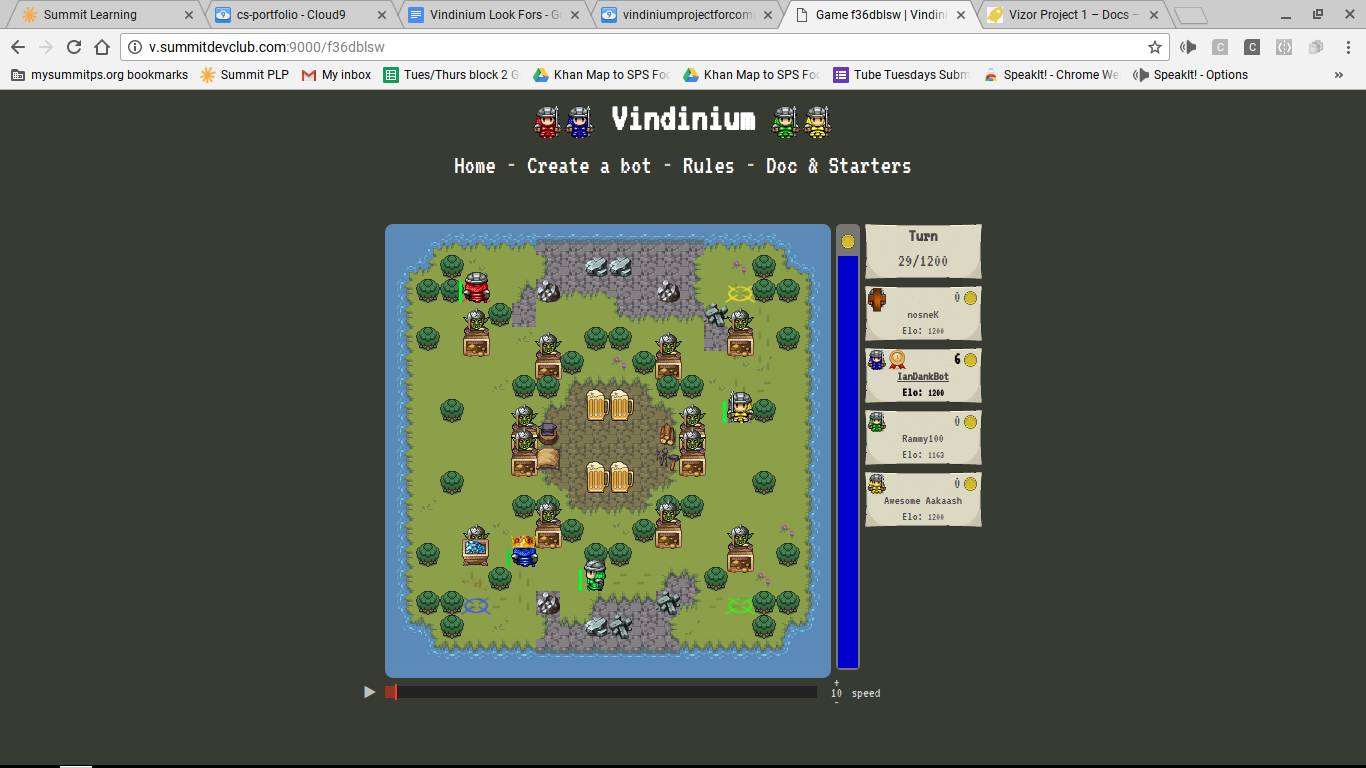 Summit Learning
cs-portfolio - Cloud9
Vindinium Look Fors - G
vindiniumprojectforcom
Game f36dblsw | Vindin
Vizor Project 1 – Docs –
v.summitdevclub.com:9000/f36dblsw
mysummitps.org bookmarks
Summit PLP
My inbox
Tues/Thurs block 2 G
Khan Map to SPS Foc
Khan Map to SPS Foc
Tube Tuesdays Subm
SpeakIt! - Chrome We
SpeakIt! - Options
Vindinium
Home - Create a bot - Rules - Doc & Starters
Turn
29/1200
0
nosneK
Elo: 1200
6
IanDankBot
Elo: 1200
0
Rammy100
Elo: 1163
0
Awesome Aakaash
Elo: 1200
+
10 speed
-